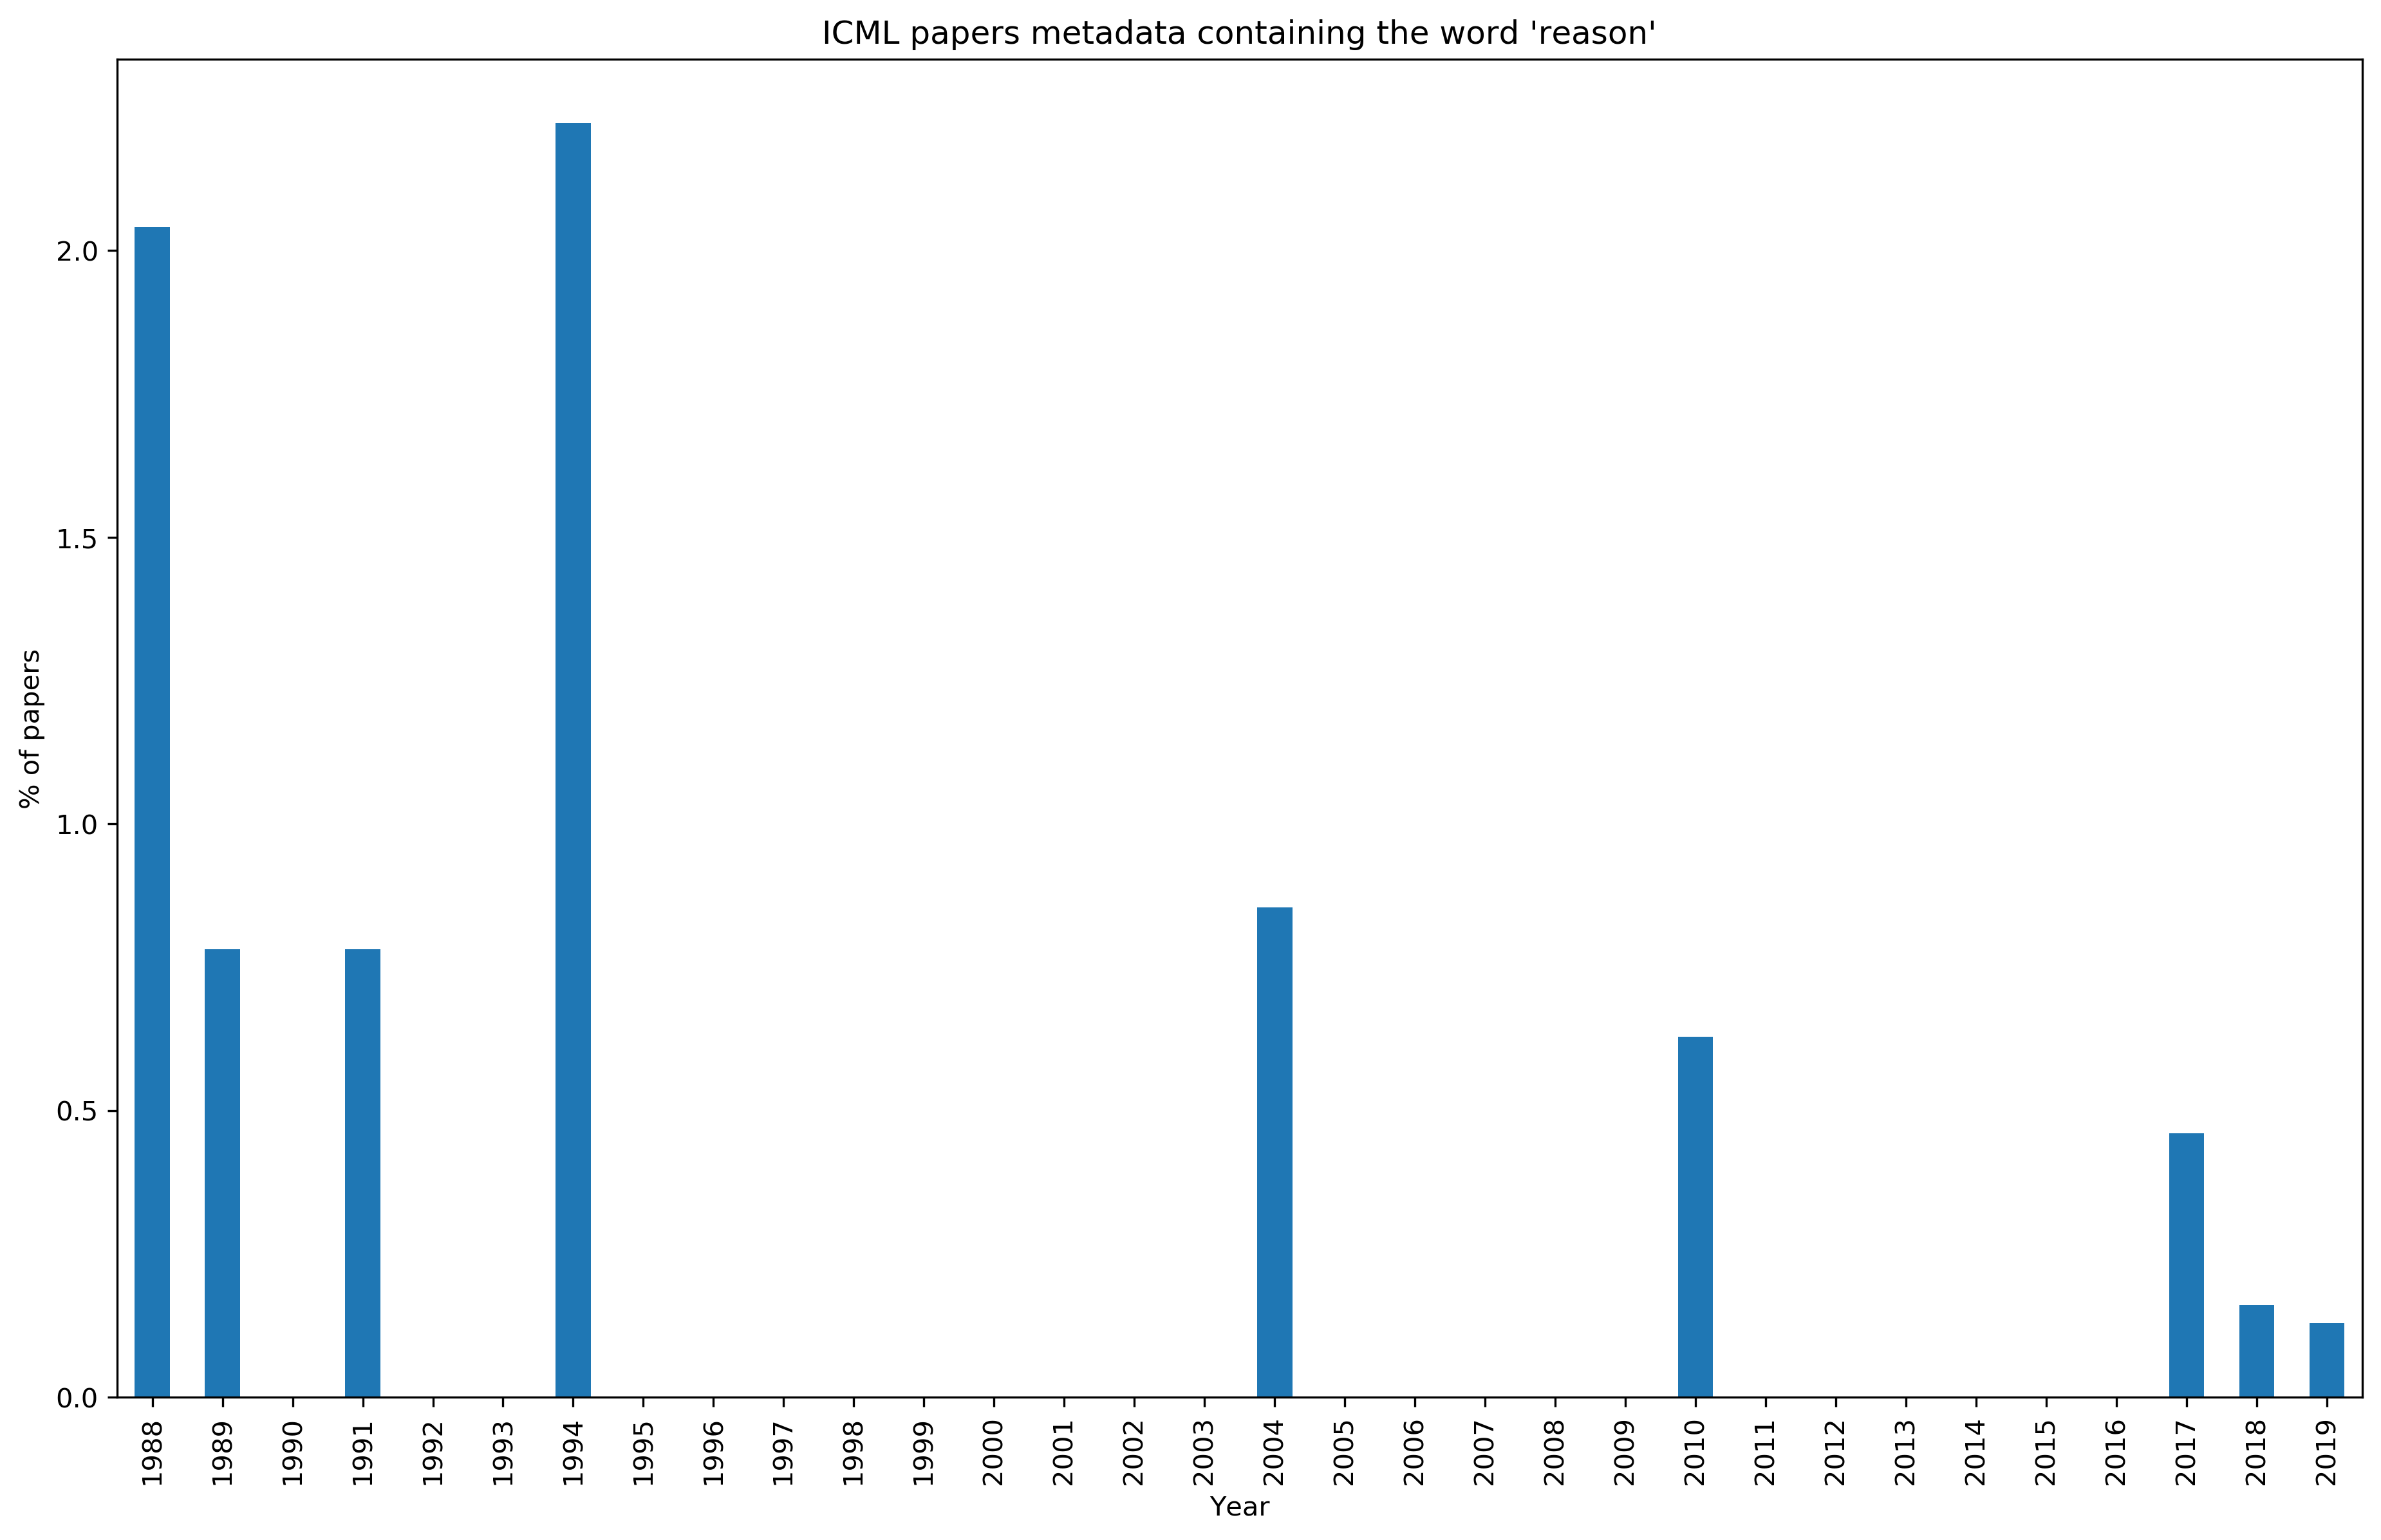 ICML papers metadata containing the word 'reason'
% of papers
2.0
1.5
1.0
0.5
0.0
1988 1989 1990 1991 1992 1993 1994 1995 1996 1997 1998 1999 2000 2001 2002 2003 2004 2005 2006 2007 2008 2009 2010 2011 2012 2013 2014 2015 2016 2017 2018 2019
Year